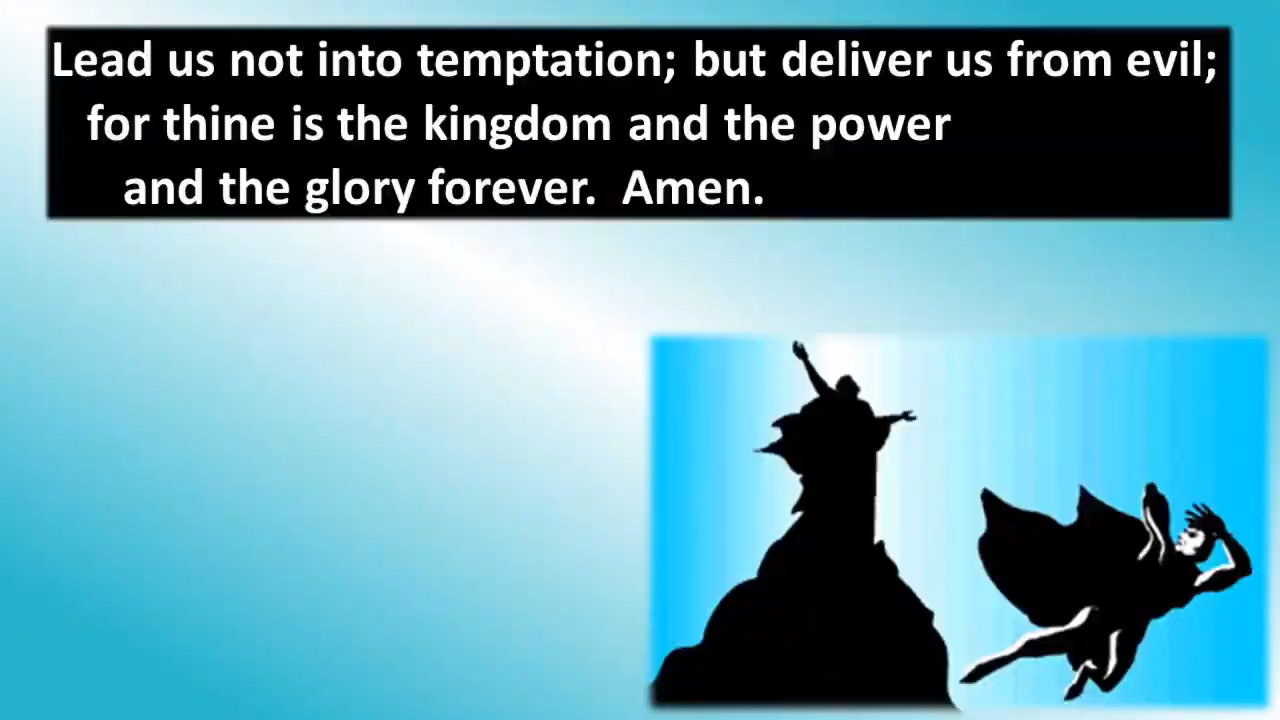 Lead us not into temptation; but deliver us from evil;
for thine is the kingdom and the power
and the glory forever.  Amen.